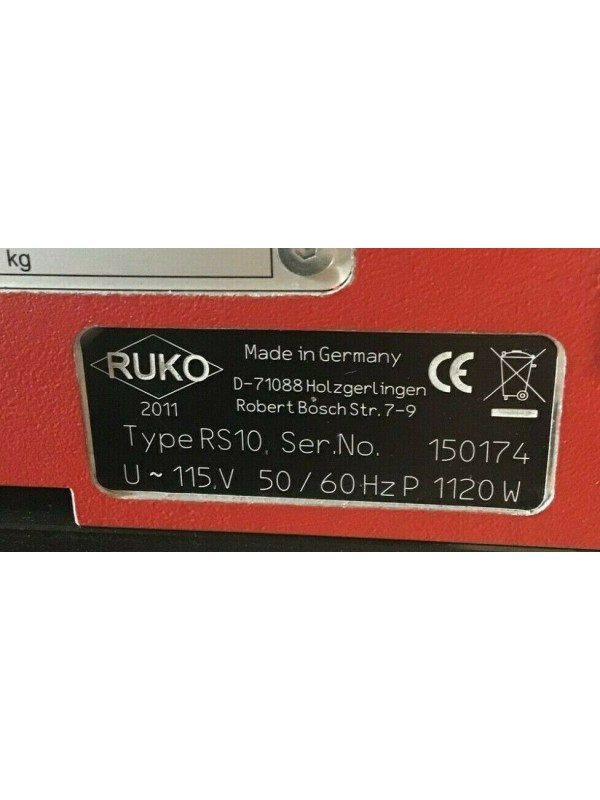 kg
RUKO
2011
Made in Germany
D-71088 Holzgerlingen
Robert Bosch Str. 7-9
CE
Type RS10, Ser.No. 150174
U ~ 115.V 50 / 60 Hz P 1120 W